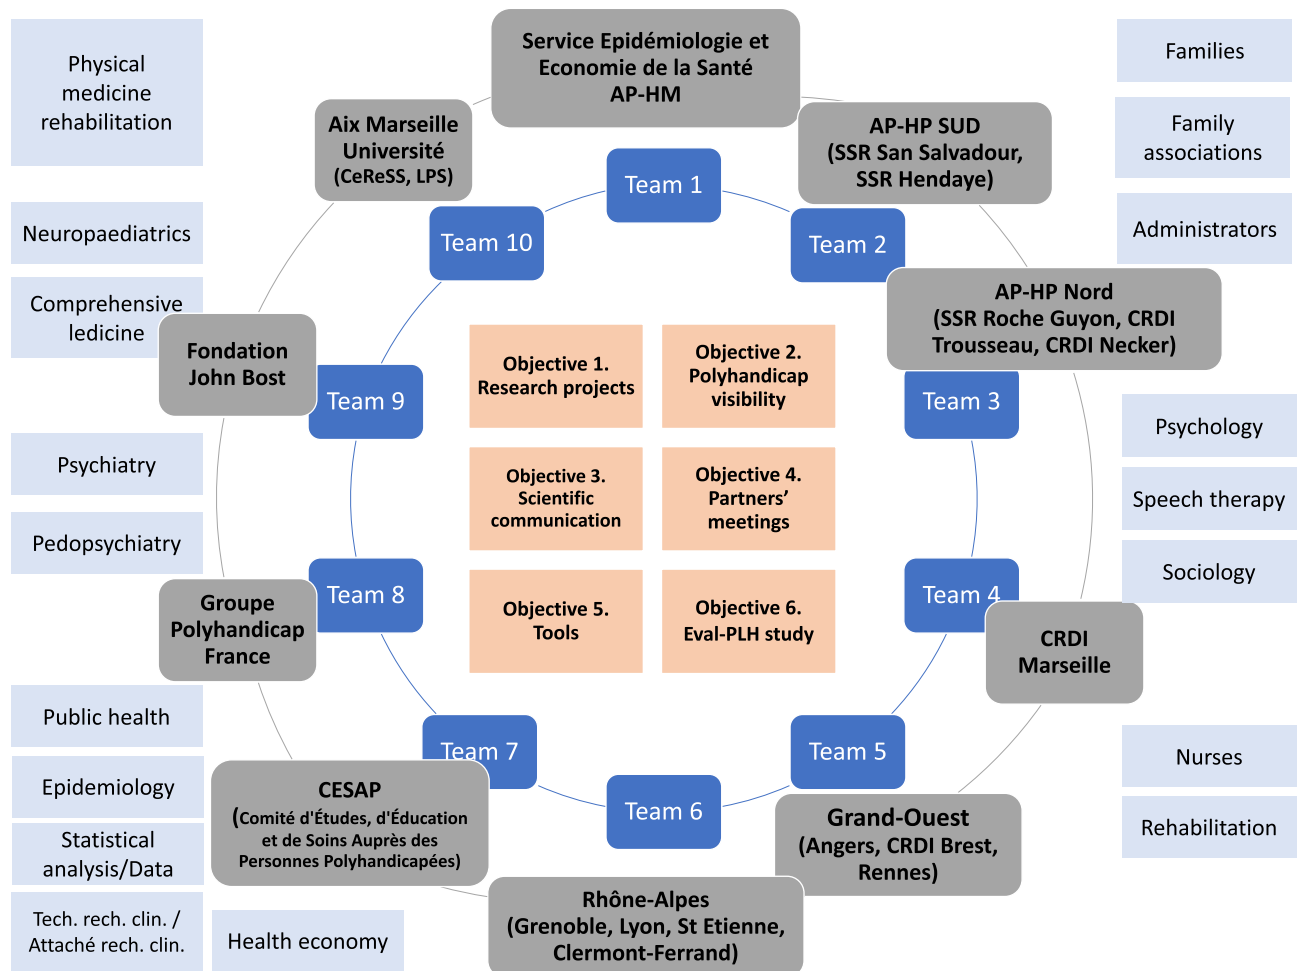 Physical
medicine
rehabilitation
Neuropaediatrics
Comprehensive
ledicine
Psychiatry
Pedopsychiatry
Public health
Epidemiology
Statistical
analysis/Data
Tech. rech. clin. /
Attaché rech. clin.
Health economy
Service Epidémiologie et
Economie de la Santé
AP-HM
AP-HP SUD
(SSR San Salvadour,
SSR Hendaye)
AP-HP Nord
(SSR Roche Guyon, CRDI
Trousseau, CRDI Necker)
CRDI
Marseille
Grand-Ouest
(Angers, CRDI Brest,
Rennes)
Rhône-Alpes
(Grenoble, Lyon, St Etienne,
Clermont-Ferrand)
CESAP
(Comité d'Études, d'Éducation
et de Soins Auprès des
Personnes Polyhandicapées)
Groupe
Polyhandicap
France
Fondation
John Bost
Aix Marseille
Université
(CeReSS, LPS)
Team 1
Team 2
Team 3
Team 4
Team 5
Team 6
Team 7
Team 8
Team 9
Team 10
Objective 1.
Research projects
Objective 2.
Polyhandicap
visibility
Objective 3.
Scientific
communication
Objective 4.
Partners’
meetings
Objective 5.
Tools
Objective 6.
Eval-PLH study
Families
Family
associations
Administrators
Psychology
Speech therapy
Sociology
Nurses
Rehabilitation